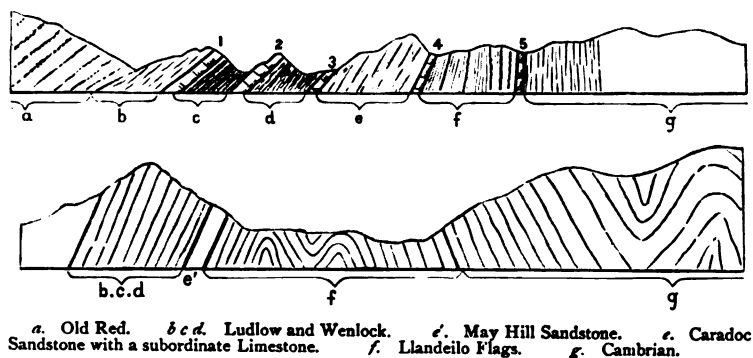 1 2 3 4 5
a b c d e f g
b.c.d e' f g
a. Old Red. b c d. Ludlow and Wenlock. e'. May Hill Sandstone. e. Caradoc
Sandstone with a subordinate Limestone. f. Llandeilo Flags. g. Cambrian.